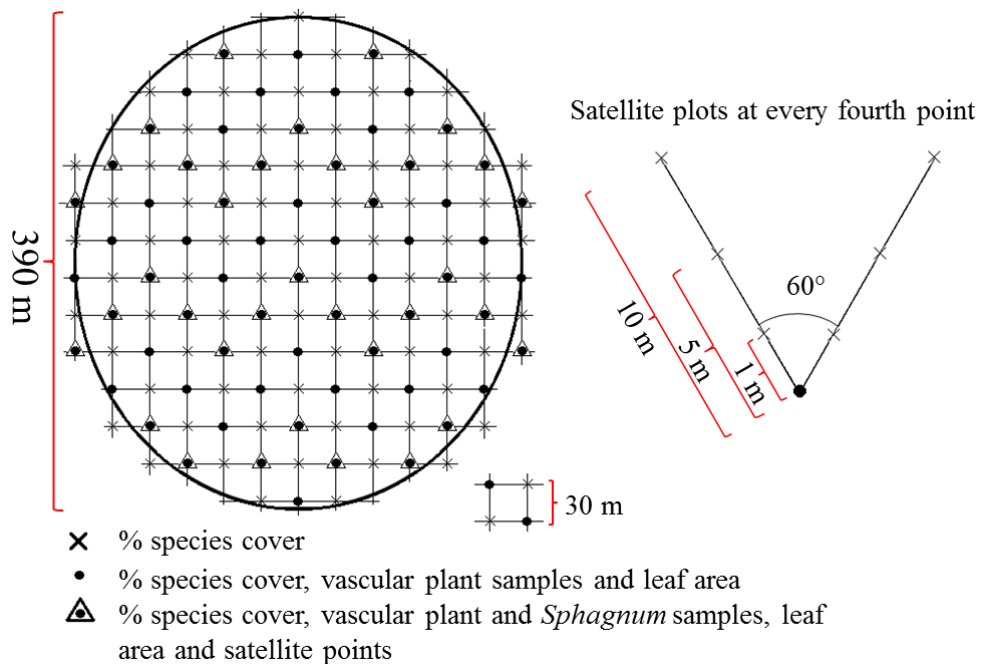 390 m
Satellite plots at every fourth point
60°
10 m
5 m
1 m
30 m
% species cover
% species cover, vascular plant samples and leaf area
% species cover, vascular plant and Sphagnum samples, leaf
area and satellite points